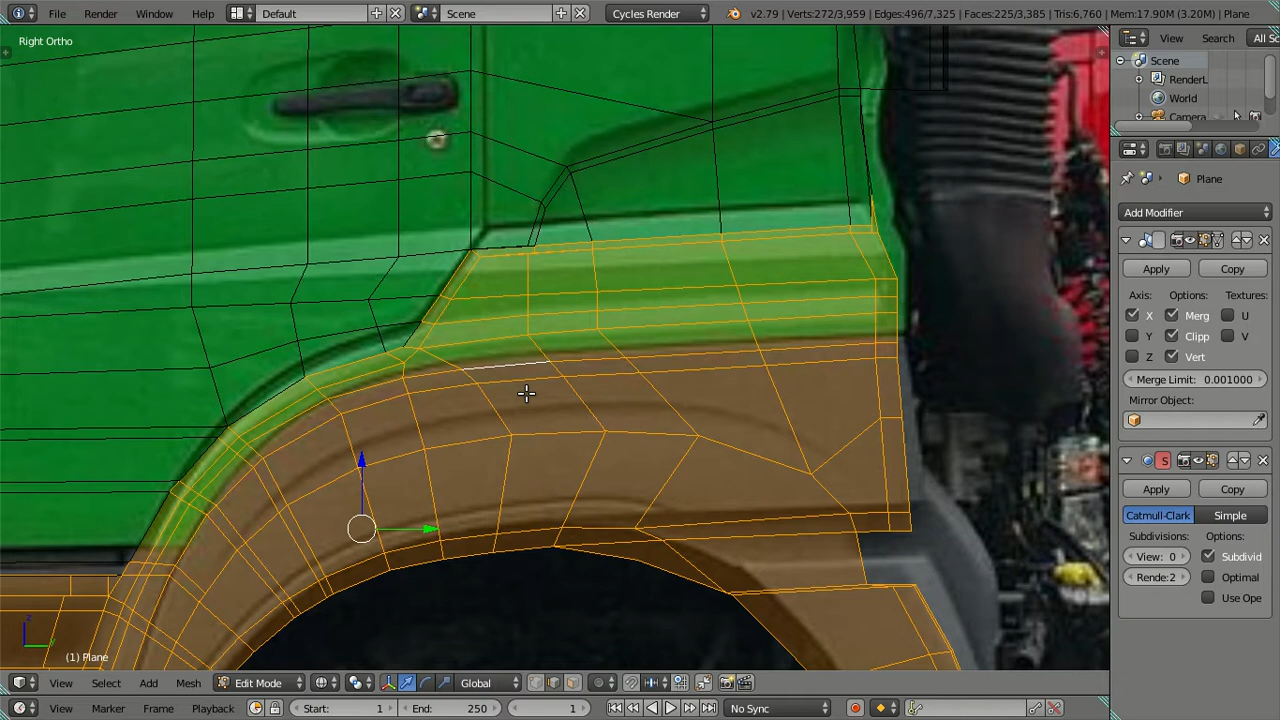 File Render Window Help Default Scene Cycles Render v2.79 | Verts:272/3,959 | Edges:496/7,325 | Faces:225/3,385 | Tris:6,760 | Mem:17.90M (3.20M) | Plane
Right Ortho
View Search All Sc
Scene
RenderL
World
Camera
Plane
Add Modifier
Apply Copy
Axis: Options: Textures:
X Merg U
Y Clipp V
Z Vert
Merge Limit: 0.001000
Mirror Object:
S
Apply Copy
Catmull-Clark Simple
Subdivisions: Options:
View: 0 Subdivid
Rende:2 Optimal
Use Ope
z
y
(1) Plane
View Select Add Mesh Edit Mode Global
View Marker Frame Playback Start: 1 End: 250 1 No Sync